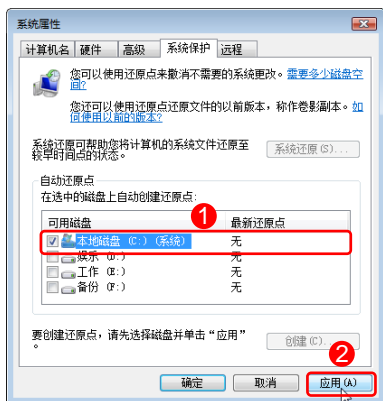 系统属性
计算机名 硬件 高级 系统保护 远程
您可以使用还原点来撤消不需要的系统更改。需要多少磁盘空
间?
您还可以使用还原点还原文件的以前版本，称作卷影副本。如
何使用以前的版本?
系统还原可帮助您将计算机的系统文件还原至
较早时间点的状态。
系统还原(S)...
自动还原点
在选中的磁盘上自动创建还原点:
1
可用磁盘 最新还原点
本地磁盘 (C:) (系统) 无
娱乐 (D:) 无
工作 (E:) 无
备份 (F:) 无
要创建还原点，请先选择磁盘并单击“应用”
。
创建(C)...
2
确定 取消 应用(A)